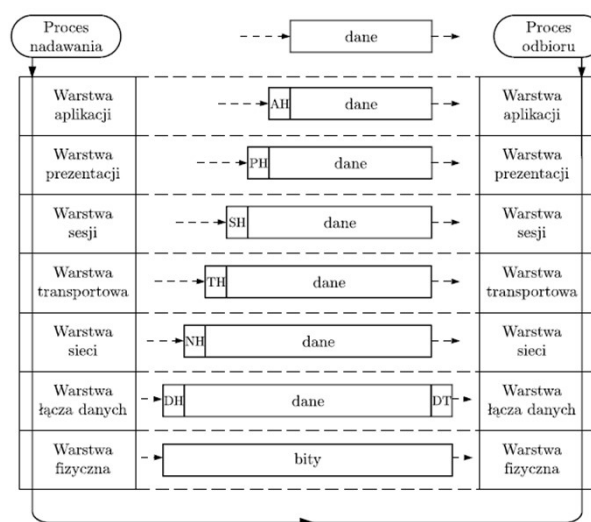 Proces
nadawania
dane
Proces
odbioru
Warstwa
aplikacji
AH
dane
Warstwa
aplikacji
Warstwa
prezentacji
PH
dane
Warstwa
prezentacji
Warstwa
sesji
SH
dane
Warstwa
sesji
Warstwa
transportowa
TH
dane
Warstwa
transportowa
Warstwa
sieci
NH
dane
Warstwa
sieci
Warstwa
łącza danych
DH
dane
DT
Warstwa
łącza danych
Warstwa
fizyczna
bity
Warstwa
fizyczna